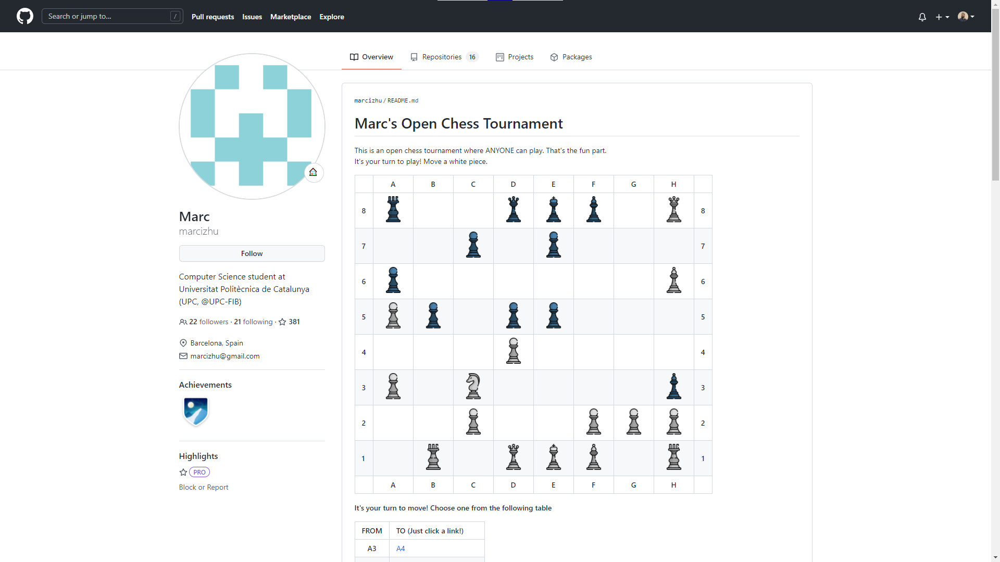 Search or jump to... /
Pull requests Issues Marketplace Explore
Overview Repositories 16 Projects Packages
Marc
marcizhu
Follow
Computer Science student at
Universitat Politècnica de Catalunya
(UPC, @UPC-FIB)
22 followers · 21 following · 381
Barcelona, Spain
marcizhu@gmail.com
Achievements
Highlights
PRO
Block or Report
marcizhu/README.md
Marc's Open Chess Tournament
This is an open chess tournament where ANYONE can play. That's the fun part.
It's your turn to play! Move a white piece.
A B C D E F G H
8 8
7 7
6 6
5 5
4 4
3 3
2 2
1 1
A B C D E F G H
It's your turn to move! Choose one from the following table
FROM TO (Just click a link!)
A3 A4